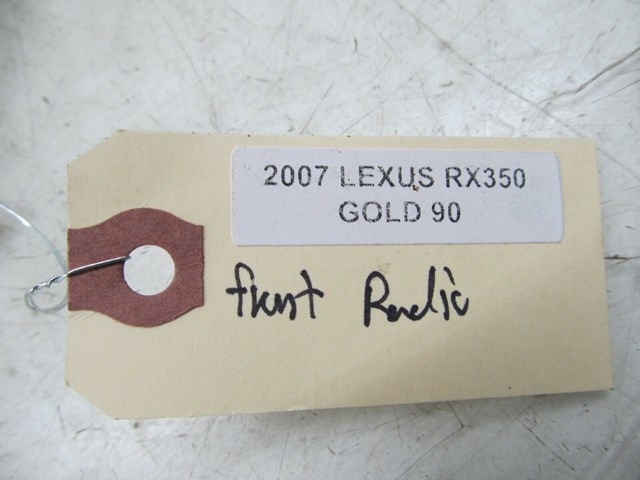 2007 LEXUS RX350
GOLD 90
front Radio